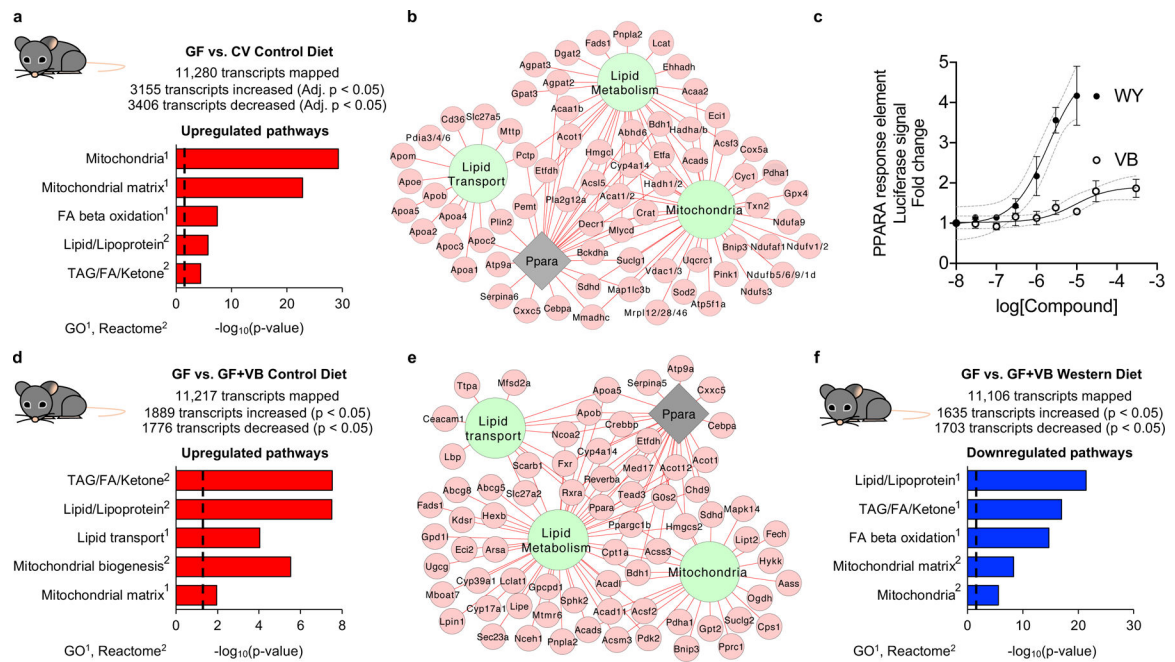 a
GF vs. CV Control Diet
11,280 transcripts mapped
3155 transcripts increased (Adj. p < 0.05)
3406 transcripts decreased (Adj. p < 0.05)
Upregulated pathways
Mitochondria1
Mitochondrial matrix1
FA beta oxidation1
Lipid/Lipoprotein2
TAG/FA/Ketone2
0 10 20 30
GO1, Reactome2 -log10(p-value)
b
Pnpla2
Fads1
Lcat
Dgat2
Ehhadh
Agpat3
Lipid
Metabolism
Agpat2
Acaa2
Gpat3
Acaa1b
Eci1
Cd36
Slc27a5
Bdh1
Hadha/b
Mttp
Acot1
Abhd6
Acsf3
Pdia3/4/6
Hmgcl
Etfa
Cox5a
Pctp
Apom
Lipid
Transport
Etfdh
Cyp4a14
Acads
Cyc1
Pdha1
Apoe
Acsl5
Hadh1/2
Gpx4
Apob
Pla2g12a
Acat1/2
Txn2
Apoa5
Apoa4
Pemt
Crat
Mitochondria
Ndufa9
Apoa2
Plin2
Decr1
Mlycd
Apoc3
Apoc2
Bnip3
Ndufaf1
Ndufv1/2
Apoa1
Ppara
Bckdha
Suclg1
Uqcrc1
Atp9a
Vdac1/3
Pink1
Ndufb5/6/9/1d
Sdhd
Map1lc3b
Sod2
Ndufs3
Serpina6
Cxxc5
Cebpa
Mmadhc
Mrpl12/28/46
Atp5f1a
c
PPARA response element
Luciferase signal
Fold change
5
4
3
2
1
0
WY
VB
-8 -7 -6 -5 -4 -3
log[Compound]
d
GF vs. GF+VB Control Diet
11,217 transcripts mapped
1889 transcripts increased (p < 0.05)
1776 transcripts decreased (p < 0.05)
Upregulated pathways
TAG/FA/Ketone2
Lipid/Lipoprotein2
Lipid transport1
Mitochondrial biogenesis2
Mitochondrial matrix1
0 2 4 6 8
GO1, Reactome2 -log10(p-value)
e
Atp9a
Ttpa
Mfsd2a
Apoa5
Serpina5
Cxxc5
Ceacam1
Lipid
transport
Apob
Crebbp
Ppara
Cebpa
Lbp
Ncoa2
Etfdh
Cyp4a14
Scarb1
Fxr
Med17
Acot12
Acot1
Abcg8
Abcg5
Slc27a2
Rxra
Reverba
Tead3
G0s2
Chd9
Fads1
Hexb
Ppara
Mapk14
Kdsr
Ppargc1b
Sdhd
Gpd1l
Lipid
Metabolism
Hmgcs2
Lipt2
Fech
Eci2
Arsa
Cpt1a
Acss3
Hykk
Ugcg
Bdh1
Mitochondria
Aass
Cyp39a1
Lclat1
Gpcpd1
Acadl
Ogdh
Mboat7
Cyp17a1
Lipe
Sphk2
Acad11
Acsf2
Cps1
Lpin1
Mtmr6
Pdha1
Gpt2
Suclg2
Sec23a
Nceh1
Pnpla2
Acads
Acsm3
Pdk2
Bnip3
Pprc1
f
GF vs. GF+VB Western Diet
11,106 transcripts mapped
1635 transcripts increased (p < 0.05)
1703 transcripts decreased (p < 0.05)
Downregulated pathways
Lipid/Lipoprotein1
TAG/FA/Ketone1
FA beta oxidation1
Mitochondrial matrix2
Mitochondria2
0 10 20 30
GO1, Reactome2 -log10(p-value)